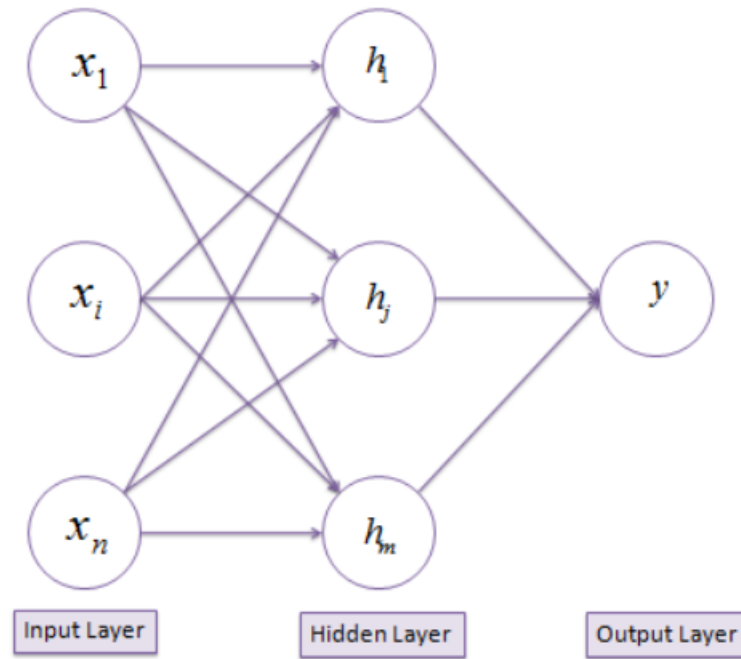 x₁
h₁
xᵢ
hⱼ
y
xₙ
hₘ
Input Layer
Hidden Layer
Output Layer